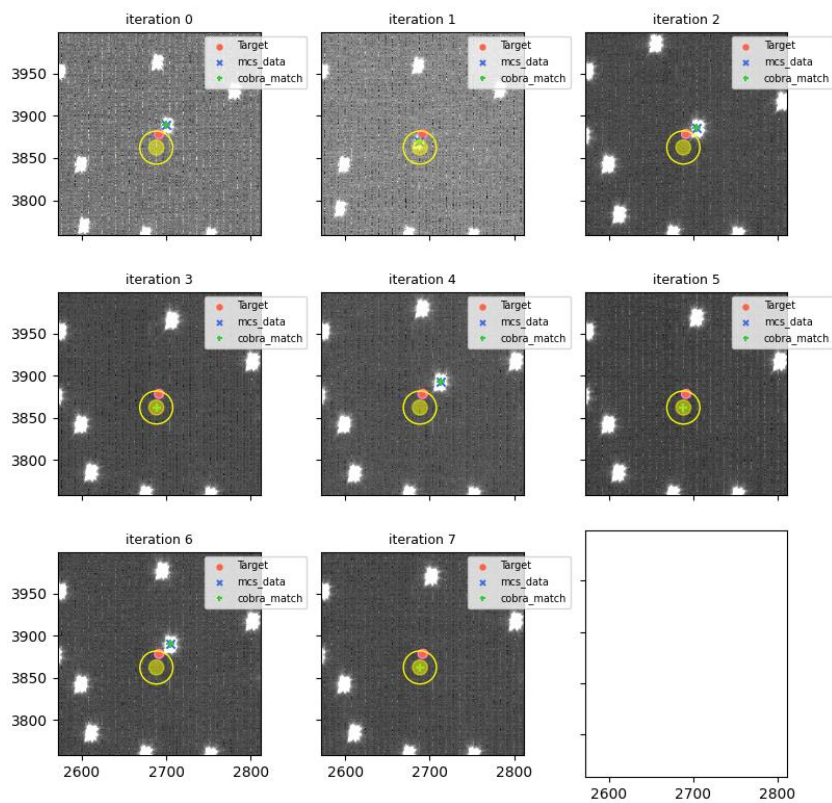 iteration 0
iteration 1
iteration 2
Target
mcs_data
cobra_match
Target
mcs_data
cobra_match
Target
mcs_data
cobra_match
3950
3900
3850
3800
iteration 3
iteration 4
iteration 5
Target
mcs_data
cobra_match
Target
mcs_data
cobra_match
Target
mcs_data
cobra_match
3950
3900
3850
3800
iteration 6
iteration 7
Target
mcs_data
cobra_match
Target
mcs_data
cobra_match
3950
3900
3850
3800
2600 2700 2800
2600 2700 2800
2600 2700 2800